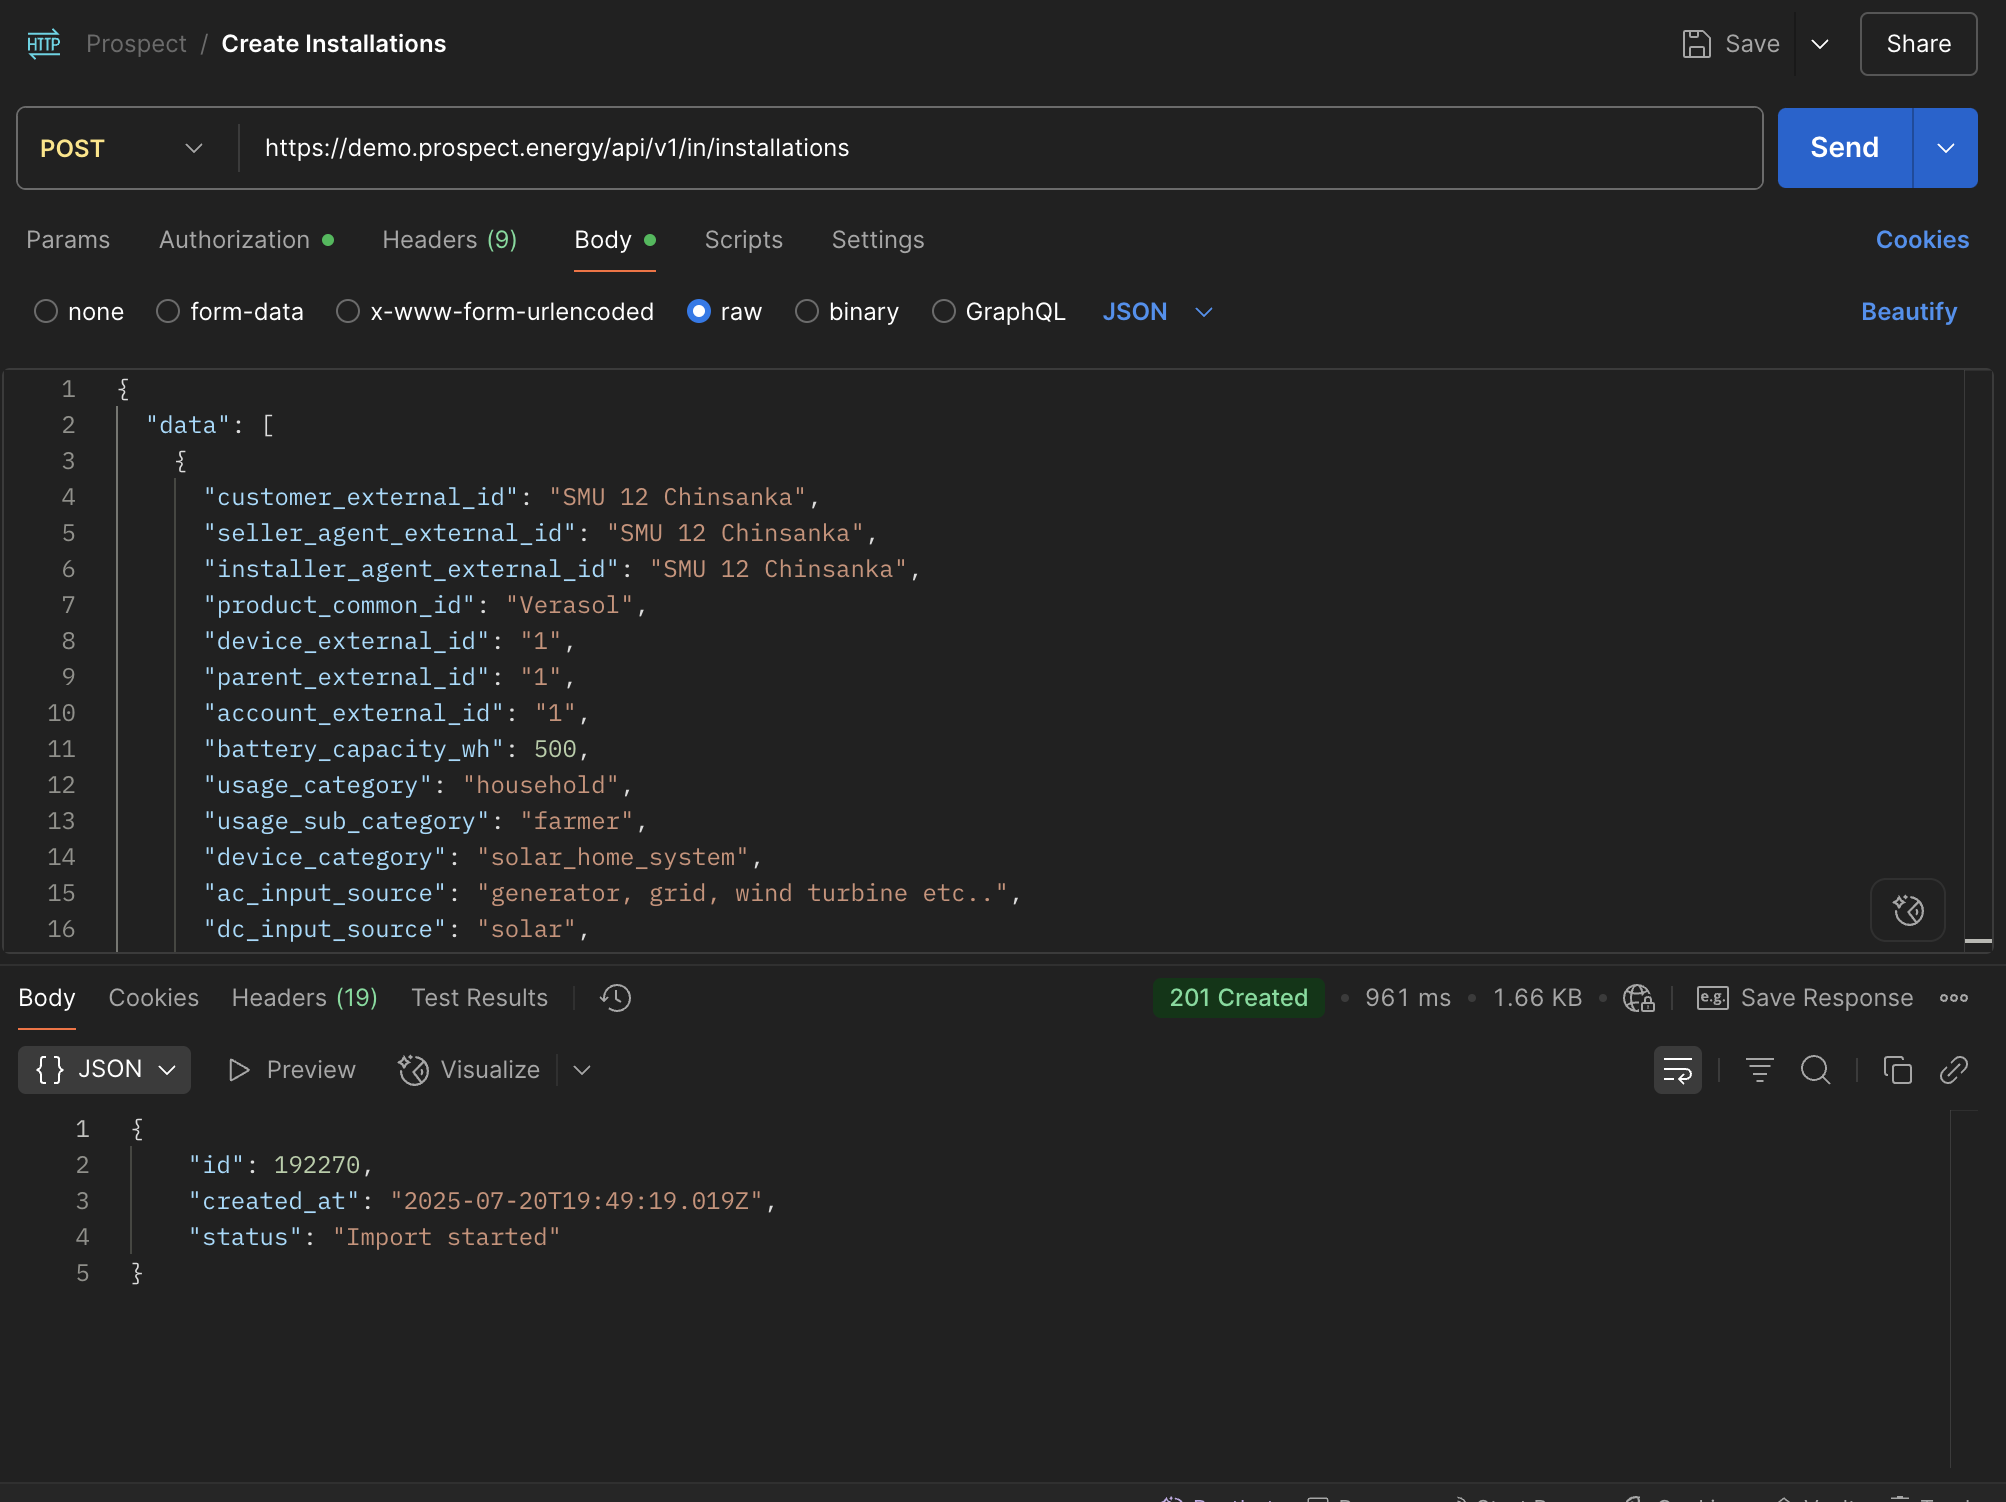 HTTP Prospect / Create Installations Save Share
POST https://demo.prospect.energy/api/v1/in/installations Send
Params Authorization Headers (9) Body Scripts Settings Cookies
none form-data x-www-form-urlencoded raw binary GraphQL JSON Beautify
1 {
2 "data": [
3 {
4 "customer_external_id": "SMU 12 Chinsanka",
5 "seller_agent_external_id": "SMU 12 Chinsanka",
6 "installer_agent_external_id": "SMU 12 Chinsanka",
7 "product_common_id": "Verasol",
8 "device_external_id": "1",
9 "parent_external_id": "1",
10 "account_external_id": "1",
11 "battery_capacity_wh": 500,
12 "usage_category": "household",
13 "usage_sub_category": "farmer",
14 "device_category": "solar_home_system",
15 "ac_input_source": "generator, grid, wind turbine etc..",
16 "dc_input_source": "solar",
Body Cookies Headers (19) Test Results 201 Created 961 ms 1.66 KB e.g. Save Response
{} JSON Preview Visualize
1 {
2 "id": 192270,
3 "created_at": "2025-07-20T19:49:19.019Z",
4 "status": "Import started"
5 }